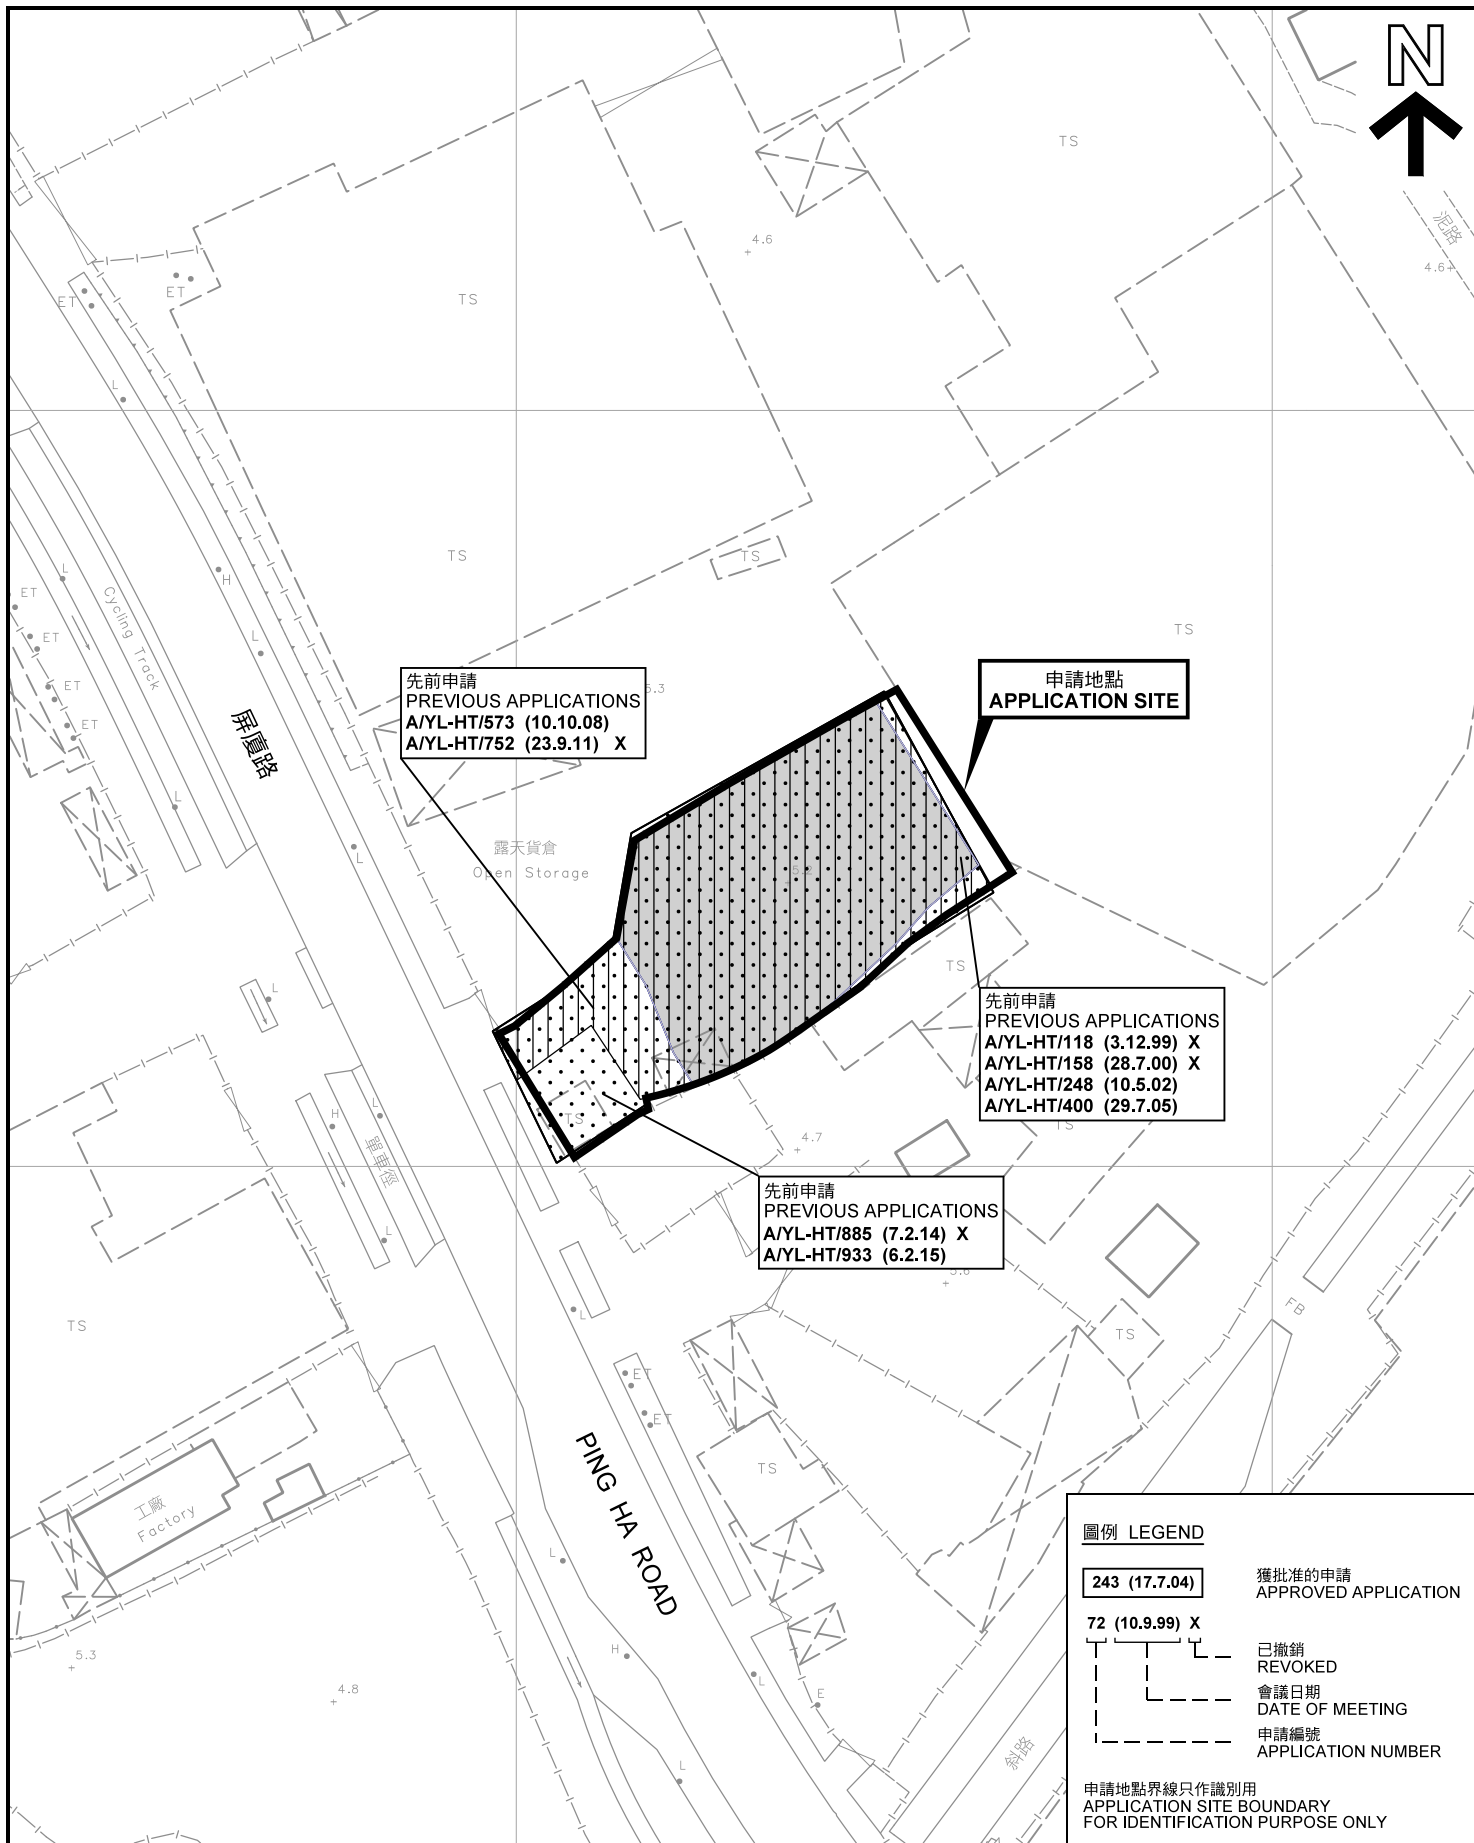 N
TS
泥路
4.6
4.6
TS
ET
ET
L
TS
TS
H
L
ET
Cycling Track
ET
L
TS
ET
ET
屏廈路
先前申請
PREVIOUS APPLICATIONS
A/YL-HT/573 (10.10.08)
A/YL-HT/752 (23.9.11) X
5.3
申請地點
APPLICATION SITE
L
L
露天貨倉
Open Storage
5.2
TS
L
先前申請
PREVIOUS APPLICATIONS
A/YL-HT/118 (3.12.99) X
A/YL-HT/158 (28.7.00) X
A/YL-HT/248 (10.5.02)
A/YL-HT/400 (29.7.05)
H
L
TS
TS
4.7
單車徑
先前申請
PREVIOUS APPLICATIONS
A/YL-HT/885 (7.2.14) X
A/YL-HT/933 (6.2.15)
L
5.6
FB
TS
L
TS
ET
ET
PING HA ROAD
TS
工廠
Factory
L
H
L
E
5.3
4.8
L
斜路
圖例 LEGEND
243 (17.7.04)
獲批准的申請
APPROVED APPLICATION
72 (10.9.99) X
已撤銷
REVOKED
會議日期
DATE OF MEETING
申請編號
APPLICATION NUMBER
申請地點界線只作識別用
APPLICATION SITE BOUNDARY
FOR IDENTIFICATION PURPOSE ONLY